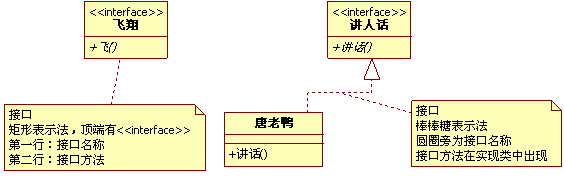 <<interface>>
飞翔
+飞()
<<interface>>
讲人话
+讲话()
接口
矩形表示法，顶端有<<interface>>
第一行：接口名称
第二行：接口方法
唐老鸭
+讲话()
接口
棒棒糖表示法
圆圈旁为接口名称
接口方法在实现类中出现